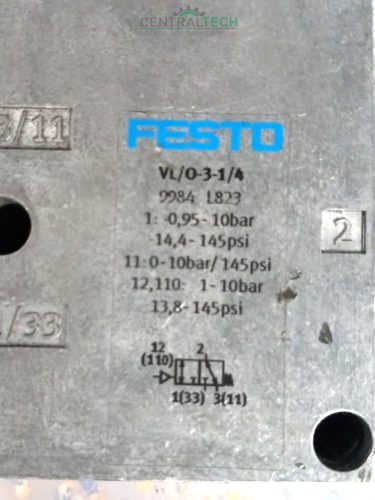 CENTRALTECH
3/11
FESTO
VL/O-3-1/4
9984 L823
1: -0,95-10bar
-14,4-145psi
2
11:0-10bar/145psi
12,110: 1-10bar
13,8-145psi
/33
12 2
(110)
1(33) 3(11)